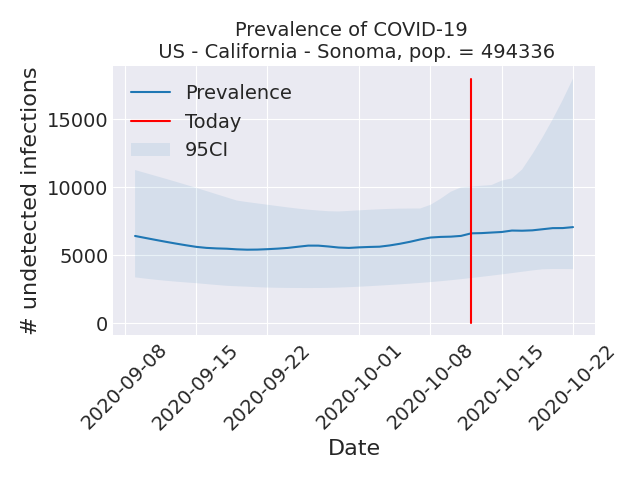 Prevalence of COVID-19
US - California - Sonoma, pop. = 494336
# undetected infections
15000
10000
5000
0
Prevalence
Today
95CI
2020-09-08
2020-09-15
2020-09-22
2020-10-01
2020-10-08
2020-10-15
2020-10-22
Date